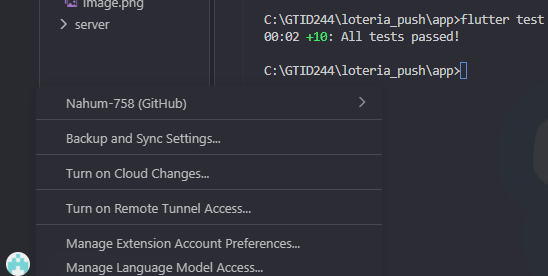 image.png
server
C:\GTID244\loteria_push\app>flutter test
00:02 +10: All tests passed!
C:\GTID244\loteria_push\app>
Nahum-758 (GitHub)
Backup and Sync Settings...
Turn on Cloud Changes...
Turn on Remote Tunnel Access...
Manage Extension Account Preferences...
Manage Language Model Access...